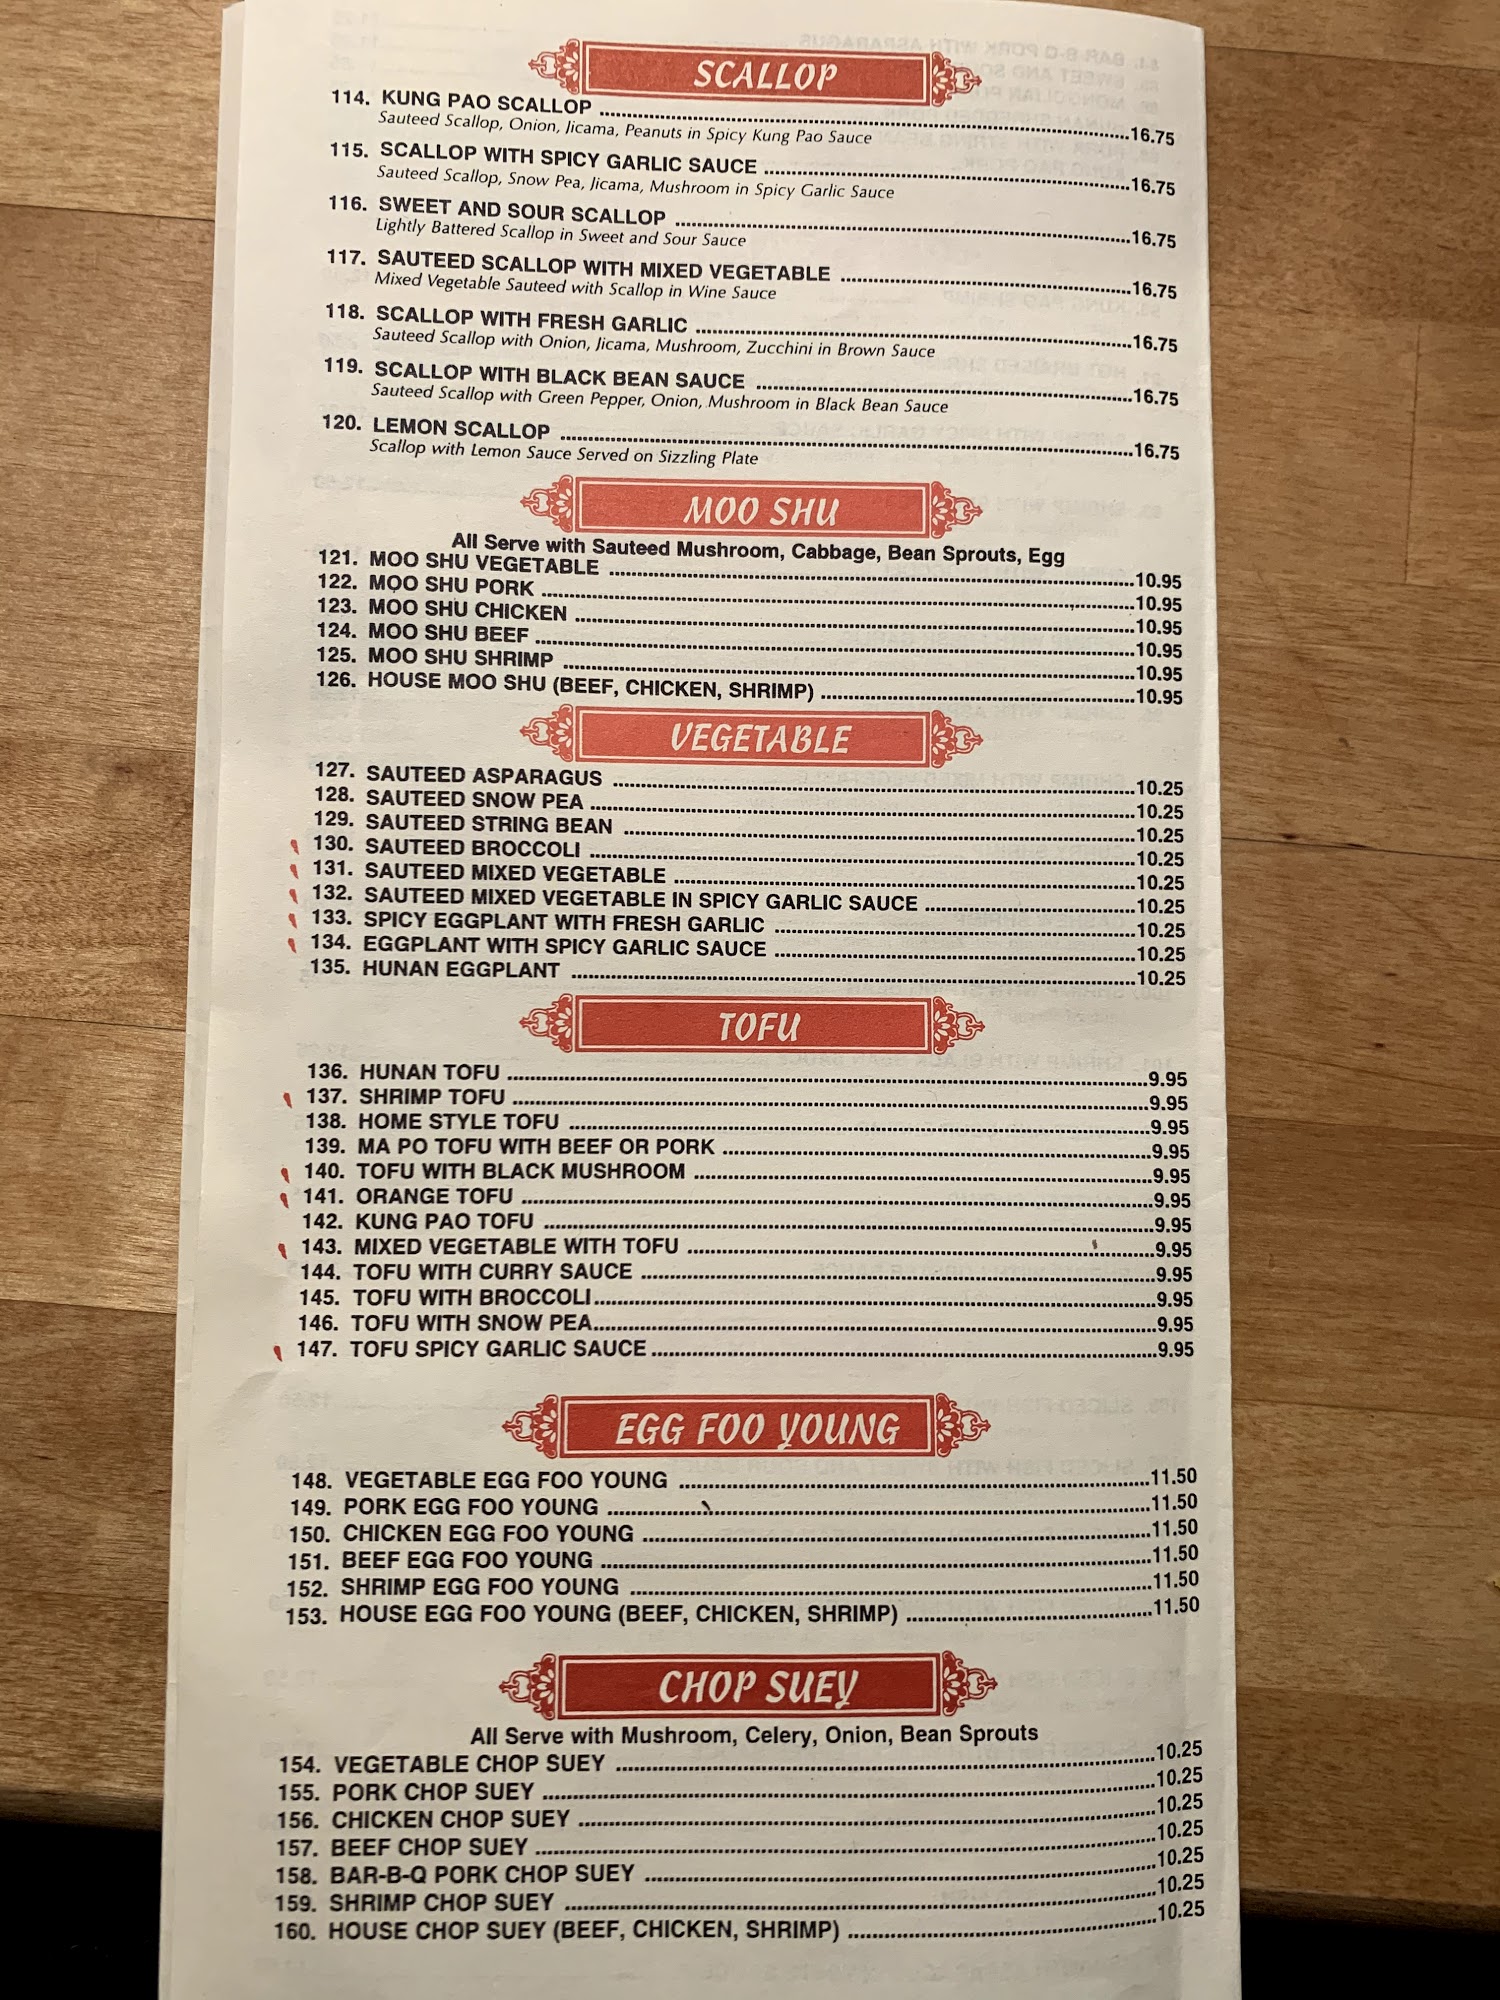 SCALLOP
114. KUNG PAO SCALLOP ........ 16.75
Sauteed Scallop, Onion, Jicama, Peanuts in Spicy Kung Pao Sauce
115. SCALLOP WITH SPICY GARLIC SAUCE ........ 16.75
Sauteed Scallop, Snow Pea, Jicama, Mushroom in Spicy Garlic Sauce
116. SWEET AND SOUR SCALLOP ........ 16.75
Lightly Battered Scallop in Sweet and Sour Sauce
117. SAUTEED SCALLOP WITH MIXED VEGETABLE ........ 16.75
Mixed Vegetable Sauteed with Scallop in Wine Sauce
118. SCALLOP WITH FRESH GARLIC ........ 16.75
Sauteed Scallop with Onion, Jicama, Mushroom, Zucchini in Brown Sauce
119. SCALLOP WITH BLACK BEAN SAUCE ........ 16.75
Sauteed Scallop with Green Pepper, Onion, Mushroom in Black Bean Sauce
120. LEMON SCALLOP ........ 16.75
Scallop with Lemon Sauce Served on Sizzling Plate
MOO SHU
All Serve with Sauteed Mushroom, Cabbage, Bean Sprouts, Egg
121. MOO SHU VEGETABLE ........ 10.95
122. MOO SHU PORK ........ 10.95
123. MOO SHU CHICKEN ........ 10.95
124. MOO SHU BEEF ........ 10.95
125. MOO SHU SHRIMP ........ 10.95
126. HOUSE MOO SHU (BEEF, CHICKEN, SHRIMP) ........ 10.95
VEGETABLE
127. SAUTEED ASPARAGUS ........ 10.25
128. SAUTEED SNOW PEA ........ 10.25
129. SAUTEED STRING BEAN ........ 10.25
130. SAUTEED BROCCOLI ........ 10.25
131. SAUTEED MIXED VEGETABLE ........ 10.25
132. SAUTEED MIXED VEGETABLE IN SPICY GARLIC SAUCE ........ 10.25
133. SPICY EGGPLANT WITH FRESH GARLIC ........ 10.25
134. EGGPLANT WITH SPICY GARLIC SAUCE ........ 10.25
135. HUNAN EGGPLANT ........ 10.25
TOFU
136. HUNAN TOFU ........ 9.95
137. SHRIMP TOFU ........ 9.95
138. HOME STYLE TOFU ........ 9.95
139. MA PO TOFU WITH BEEF OR PORK ........ 9.95
140. TOFU WITH BLACK MUSHROOM ........ 9.95
141. ORANGE TOFU ........ 9.95
142. KUNG PAO TOFU ........ 9.95
143. MIXED VEGETABLE WITH TOFU ........ 9.95
144. TOFU WITH CURRY SAUCE ........ 9.95
145. TOFU WITH BROCCOLI ........ 9.95
146. TOFU WITH SNOW PEA ........ 9.95
147. TOFU SPICY GARLIC SAUCE ........ 9.95
EGG FOO YOUNG
148. VEGETABLE EGG FOO YOUNG ........ 11.50
149. PORK EGG FOO YOUNG ........ 11.50
150. CHICKEN EGG FOO YOUNG ........ 11.50
151. BEEF EGG FOO YOUNG ........ 11.50
152. SHRIMP EGG FOO YOUNG ........ 11.50
153. HOUSE EGG FOO YOUNG (BEEF, CHICKEN, SHRIMP) ........ 11.50
CHOP SUEY
All Serve with Mushroom, Celery, Onion, Bean Sprouts
154. VEGETABLE CHOP SUEY ........ 10.25
155. PORK CHOP SUEY ........ 10.25
156. CHICKEN CHOP SUEY ........ 10.25
157. BEEF CHOP SUEY ........ 10.25
158. BAR-B-Q PORK CHOP SUEY ........ 10.25
159. SHRIMP CHOP SUEY ........ 10.25
160. HOUSE CHOP SUEY (BEEF, CHICKEN, SHRIMP) ........ 10.25